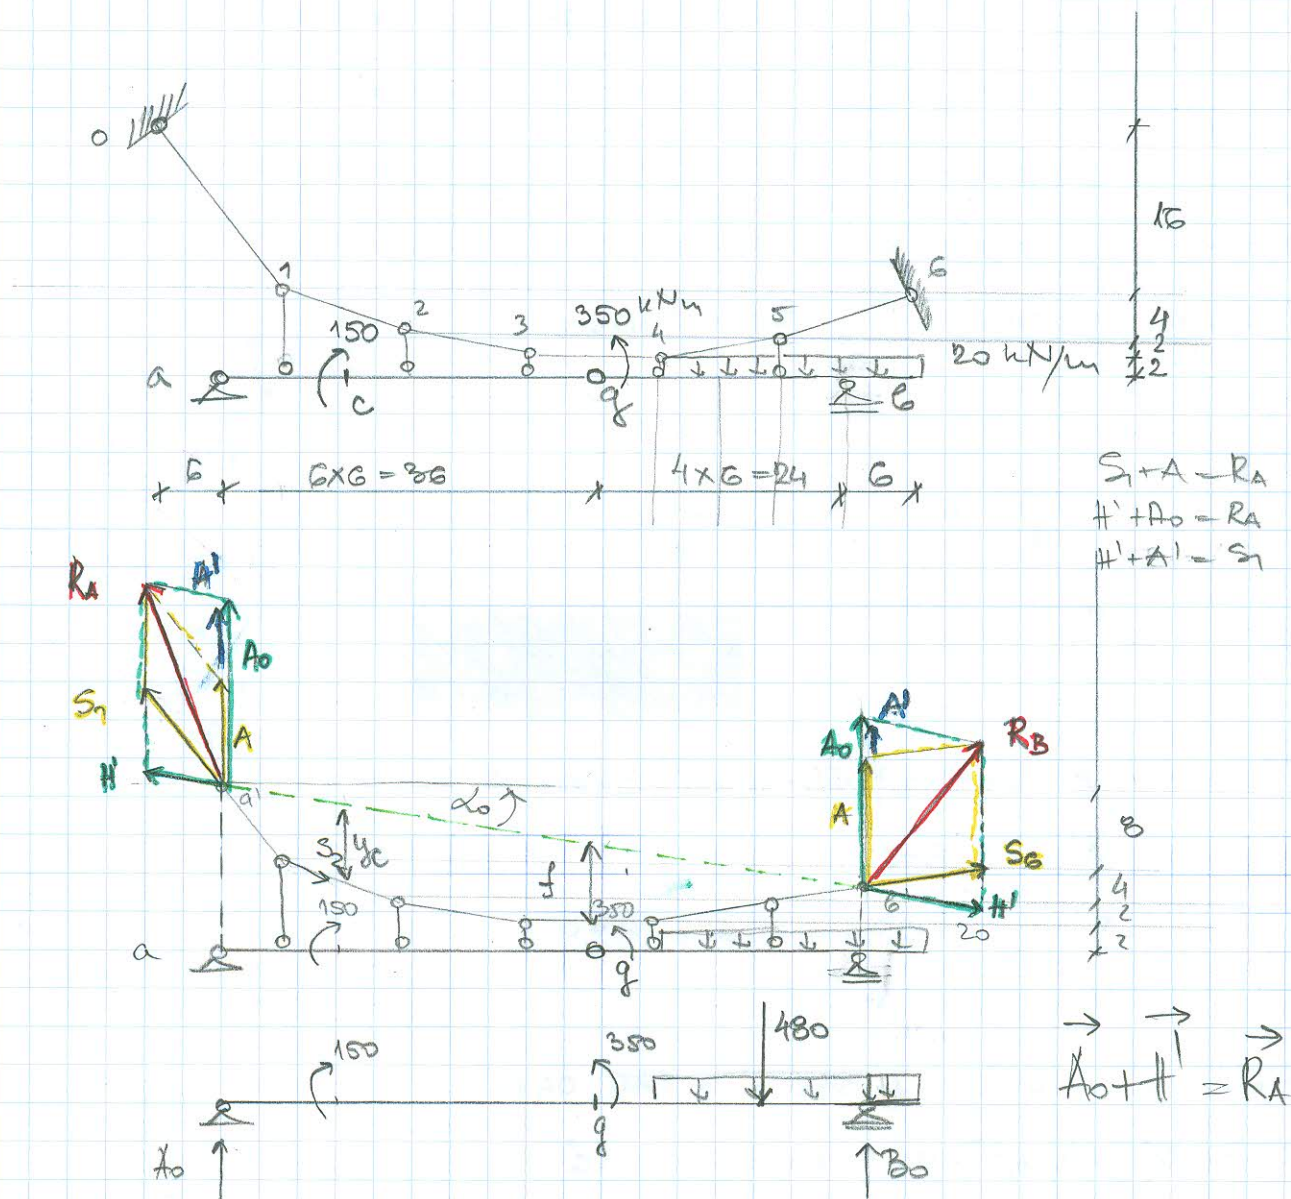 0
1
16
2
3
350 kNm
4
5
6
150
4
2
2
20 kN/m
a
c
g
b
6
6x6=36
4x6=24
6
S1+A=RA
H'+A0=RA
H'+A'=S1
RA
A'
A0
S1
A
H'
a'
α0
A'
A0
RB
A
S6
H'
6
20
S2
yc
f
8
4
2
2
150
350
a
g
150
350
480
g
A0
B0
A0+H'=RA